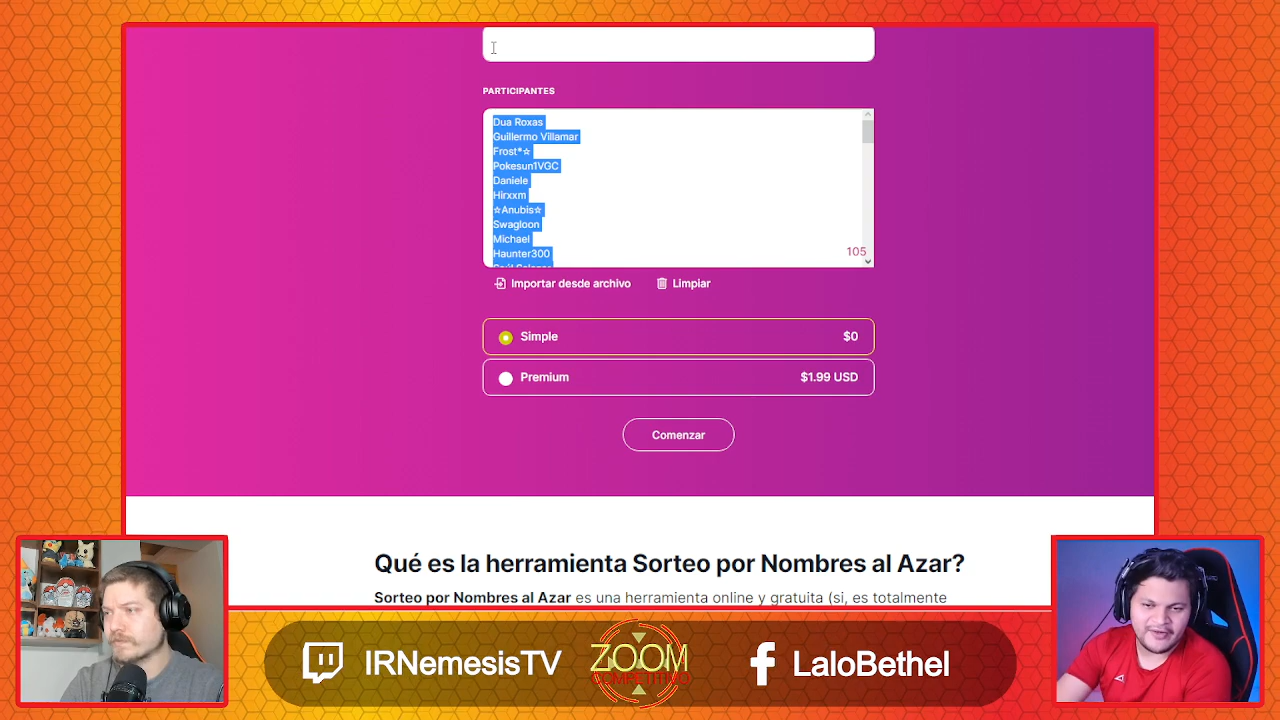 PARTICIPANTES
Dua Roxas
Guillermo Villamar
Frost*☆
Pokesun1VGC
Daniele
Hirxxm
☆Anubis☆
Swagloon
Michael
Haunter300
105
Importar desde archivo
Limpiar
Simple
$0
Premium
$1.99 USD
Comenzar
Qué es la herramienta Sorteo por Nombres al Azar?
Sorteo por Nombres al Azar es una herramienta online y gratuita (si, es totalmente
IRNemesisTV
ZOOM
COMPETITIVO
LaloBethel